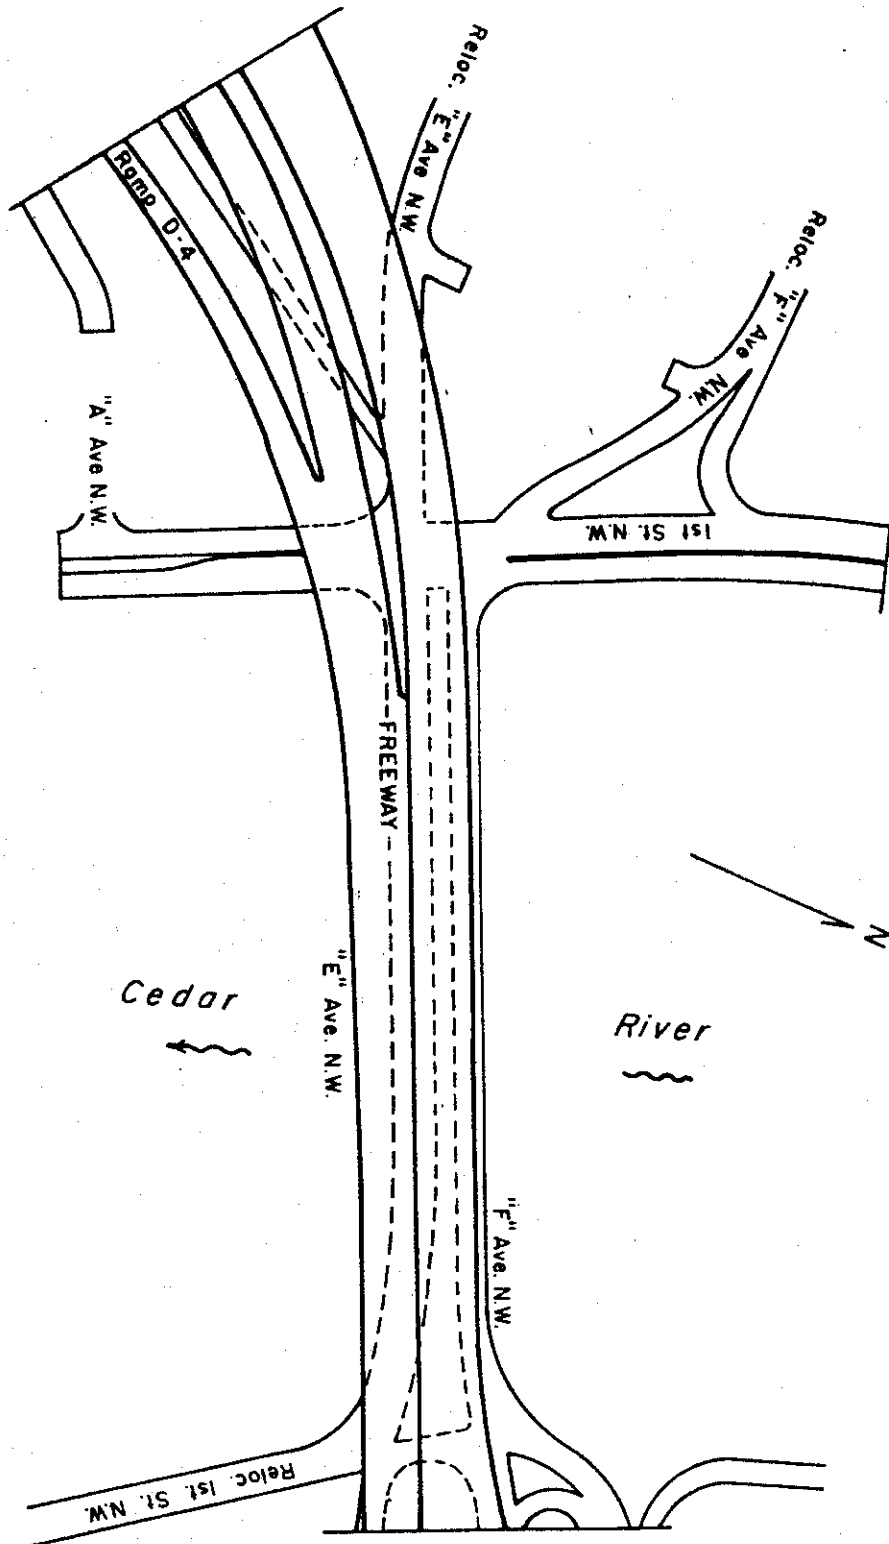 Reloc. "E" Ave N.W.
Ramp D-4
Reloc. "F" Ave N.W.
"A" Ave N.W.
1st St. N.W.
FREEWAY
N
Cedar
"E" Ave. N.W.
River
"F" Ave. N.W.
Reloc. 1st. St. N.W.